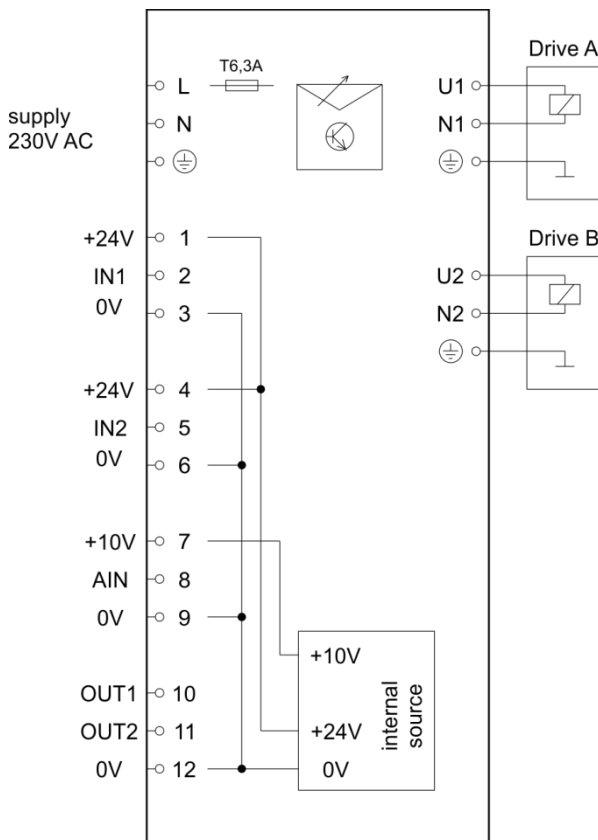 Drive A
T6,3A
L
U1
supply
230V AC
N
N1
Drive B
+24V 1
IN1 2
U2
0V 3
N2
+24V 4
IN2 5
0V 6
+10V 7
AIN 8
0V 9
+10V
internal
source
OUT1 10
OUT2 11
+24V
0V 12
0V